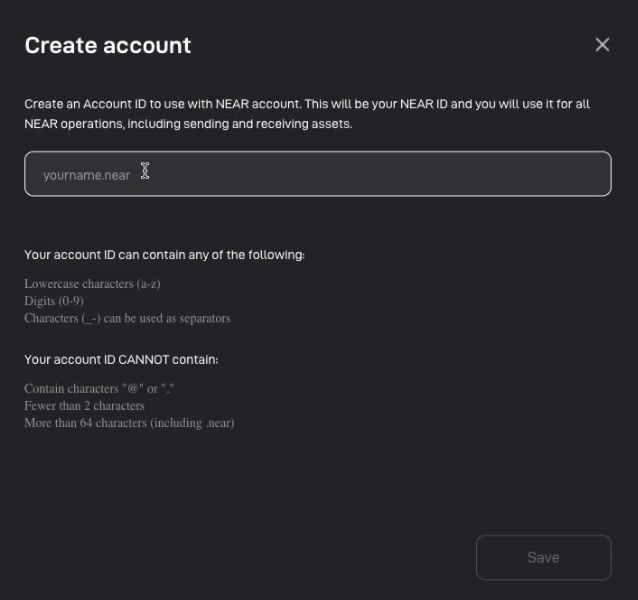 Create account
Create an Account ID to use with NEAR account. This will be your NEAR ID and you will use it for all
NEAR operations, including sending and receiving assets.
yourname.near
Your account ID can contain any of the following:
Lowercase characters (a-z)
Digits (0-9)
Characters (_-) can be used as separators
Your account ID CANNOT contain:
Contain characters "@" or "."
Fewer than 2 characters
More than 64 characters (including .near)
Save